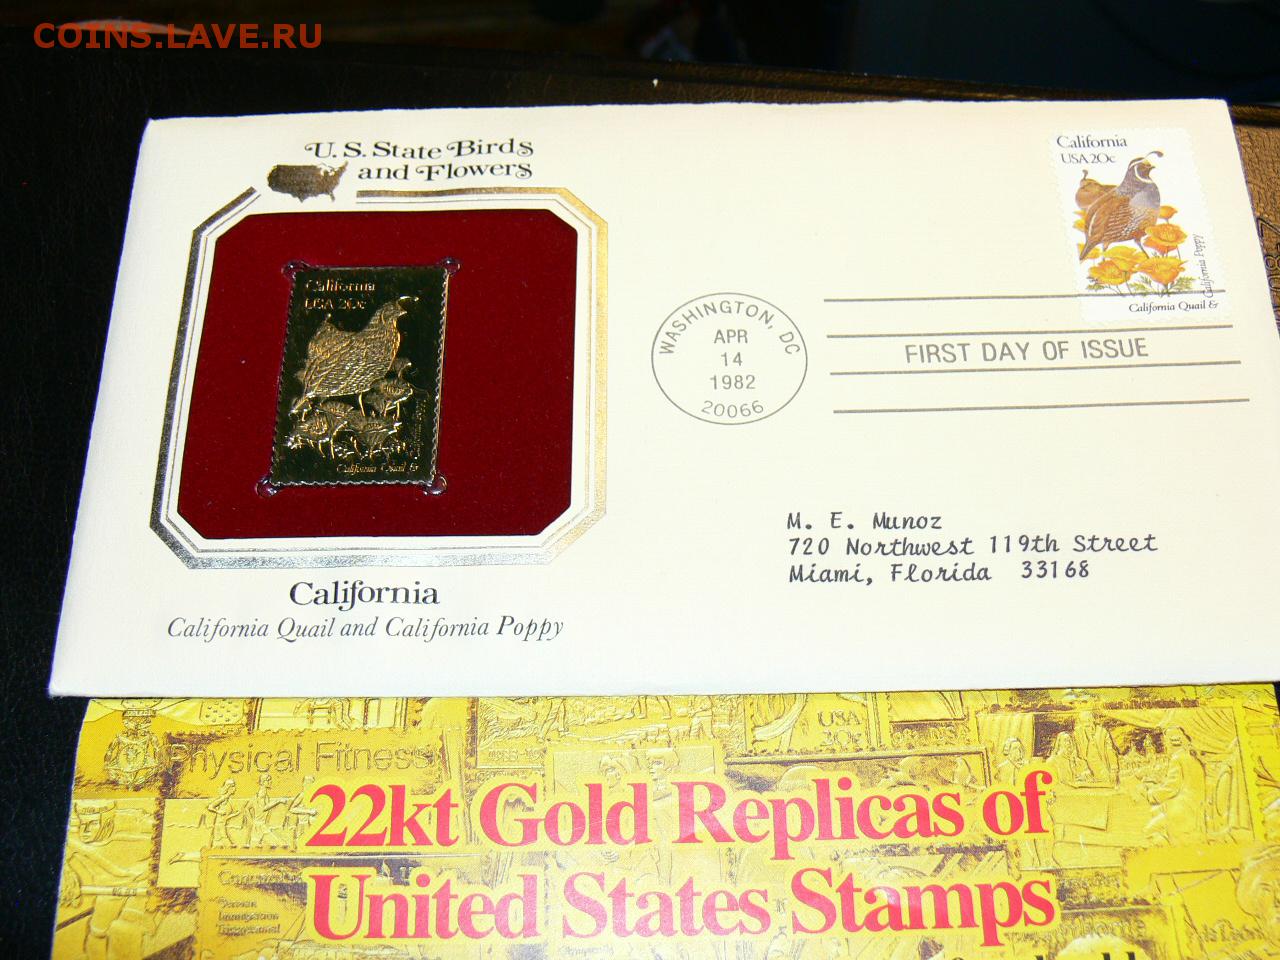 COINS.LAVE.RU
U.S. State Birds
and Flowers
California
USA 20c
California Quail &
California
USA 20c
California Poppy
California Quail &
WASHINGTON, DC
APR
14
1982
20066
FIRST DAY OF ISSUE
M. E. Munoz
720 Northwest 119th Street
Miami, Florida 33168
California
California Quail and California Poppy
USA
20c
Physical Fitness
22kt Gold Replicas of
United States Stamps